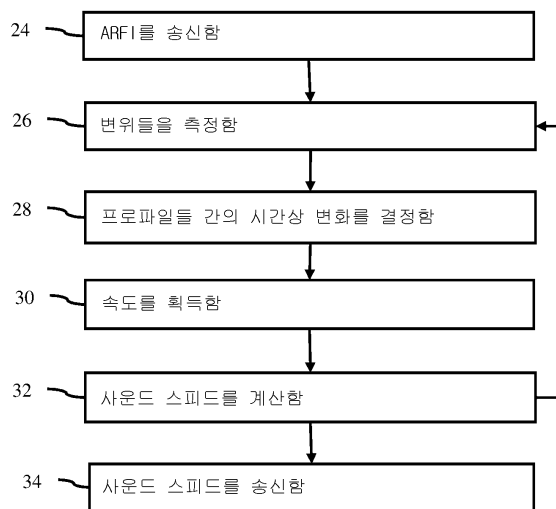 24 ARFI를 송신함
26 변위들을 측정함
28 프로파일들 간의 시간상 변화를 결정함
30 속도를 획득함
32 사운드 스피드를 계산함
34 사운드 스피드를 송신함